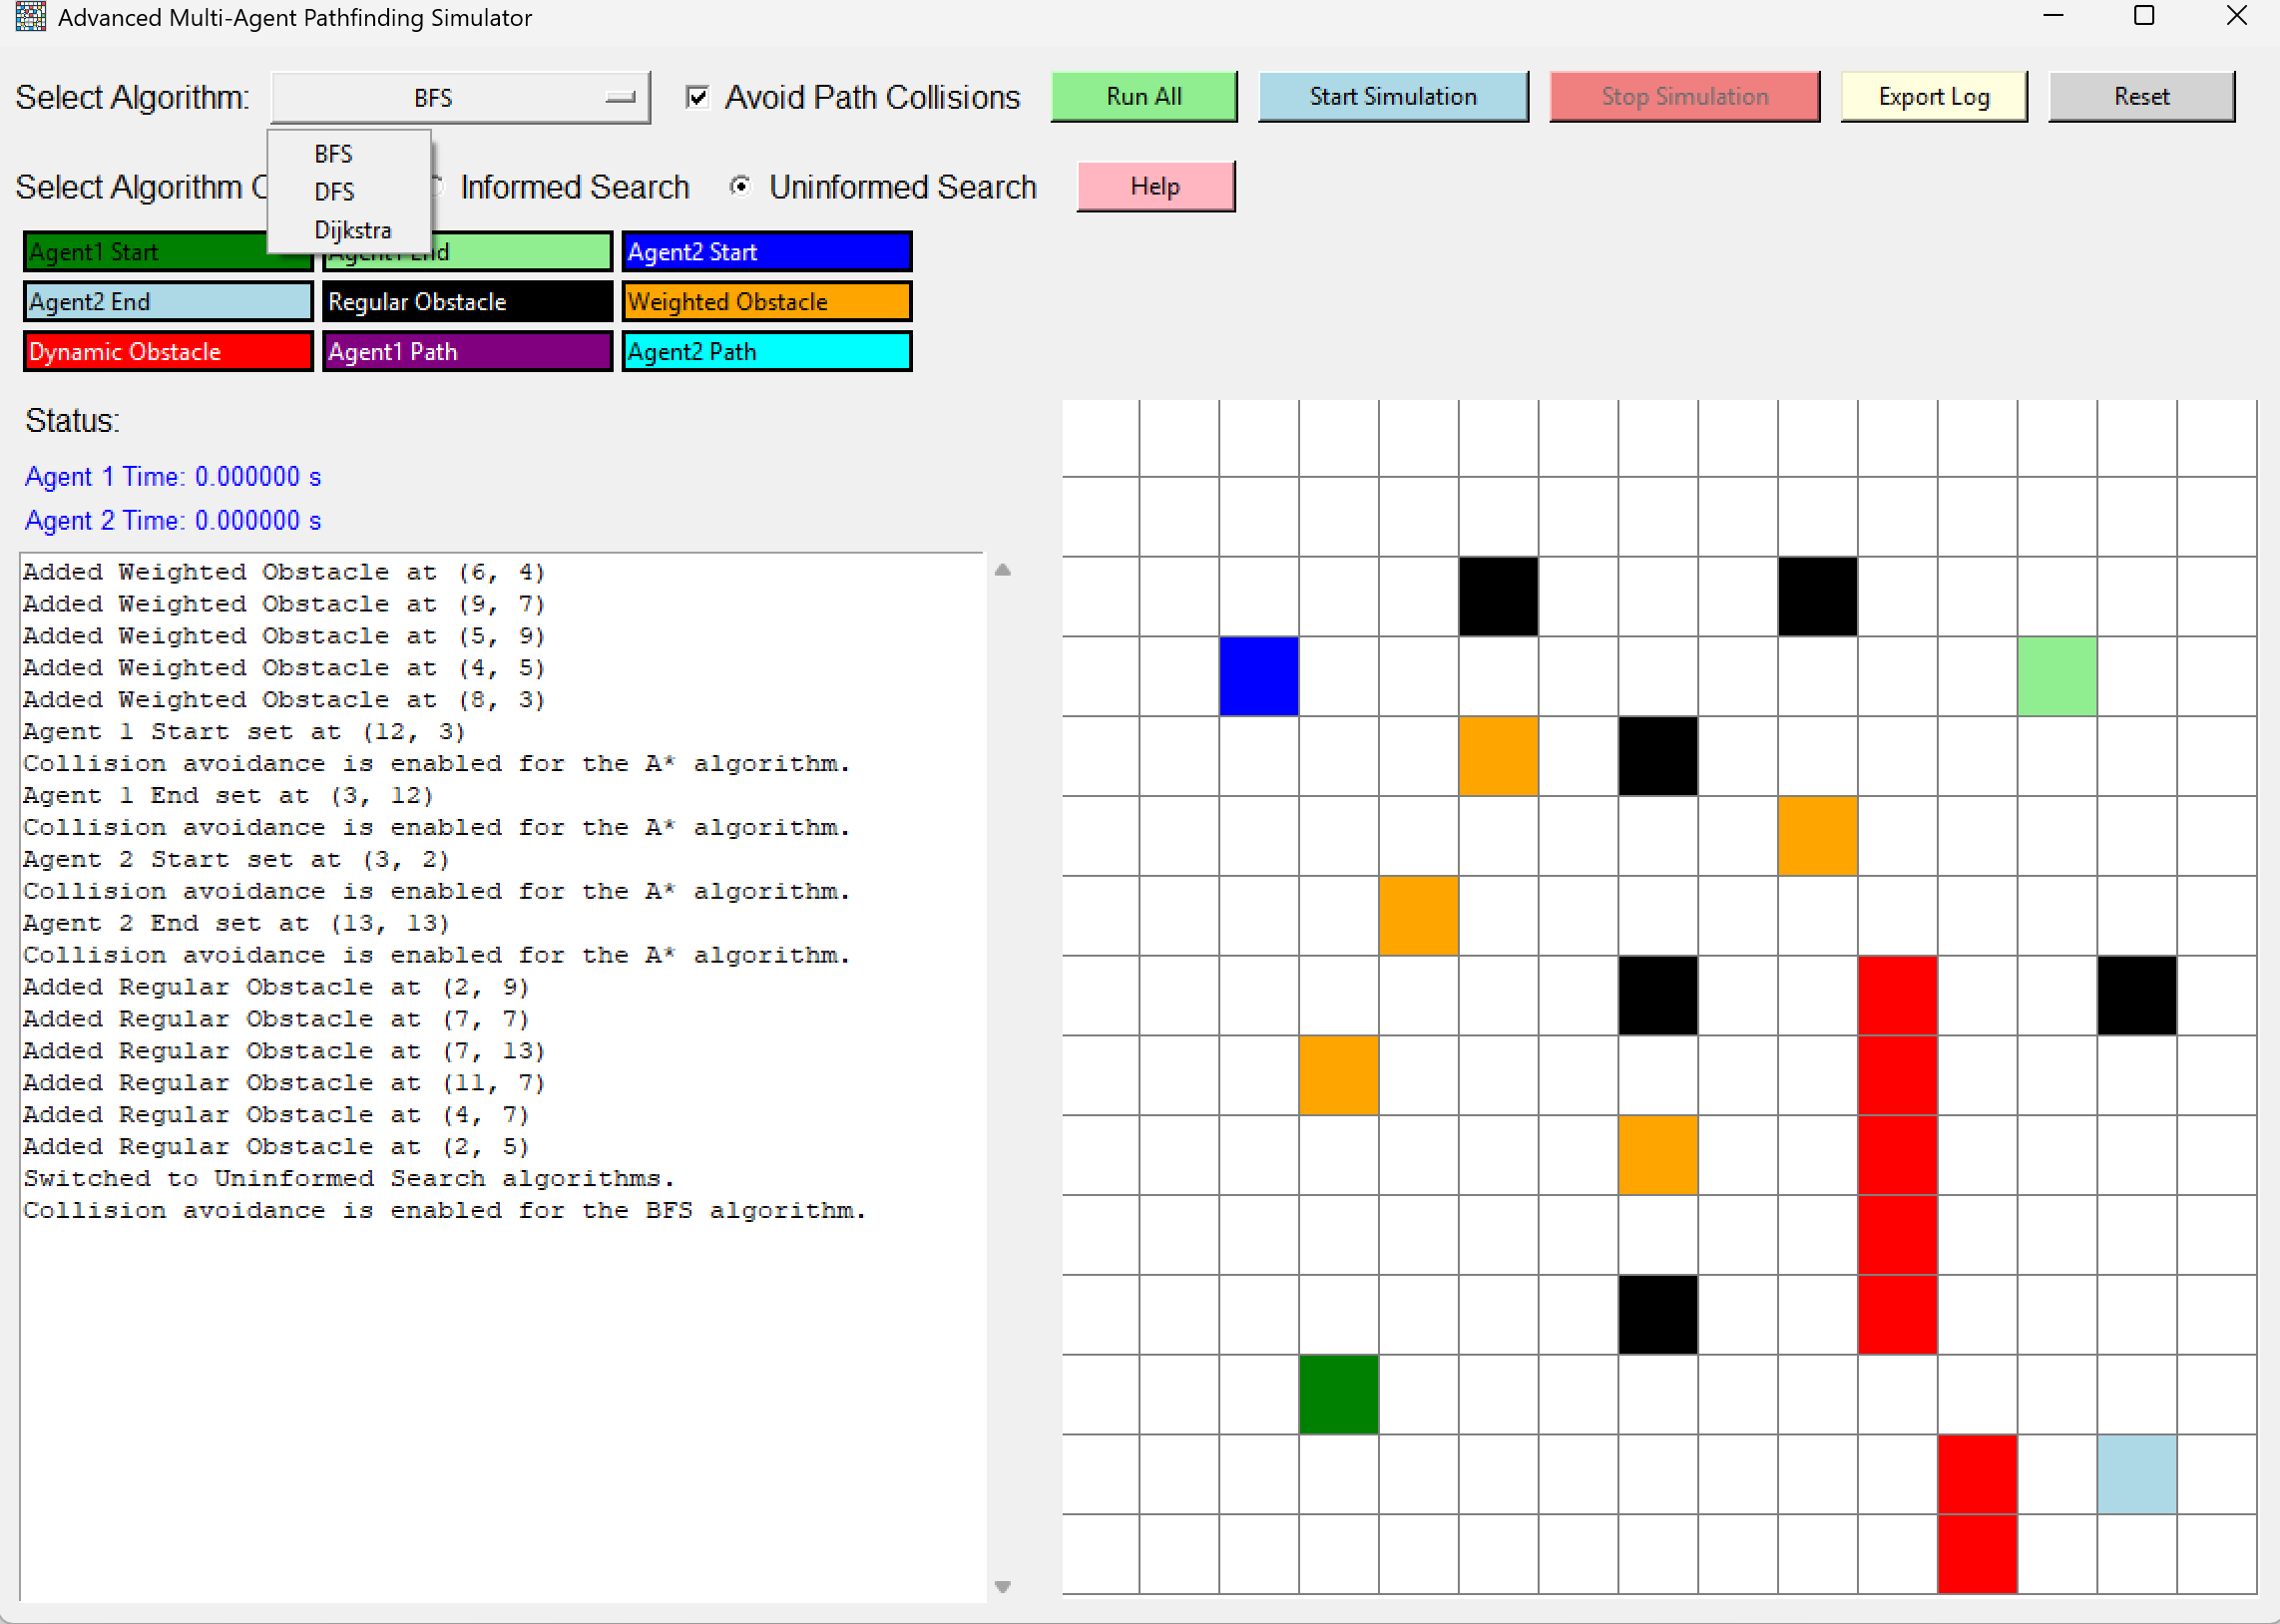 Advanced Multi-Agent Pathfinding Simulator
Select Algorithm: BFS Avoid Path Collisions Run All Start Simulation Stop Simulation Export Log Reset
BFS
DFS
Dijkstra
Select Algorithm Informed Search Uninformed Search Help
Agent1 Start Agent1 End Agent2 Start
Agent2 End Regular Obstacle Weighted Obstacle
Dynamic Obstacle Agent1 Path Agent2 Path
Status:
Agent 1 Time: 0.000000 s
Agent 2 Time: 0.000000 s
Added Weighted Obstacle at (6, 4)
Added Weighted Obstacle at (9, 7)
Added Weighted Obstacle at (5, 9)
Added Weighted Obstacle at (4, 5)
Added Weighted Obstacle at (8, 3)
Agent 1 Start set at (12, 3)
Collision avoidance is enabled for the A* algorithm.
Agent 1 End set at (3, 12)
Collision avoidance is enabled for the A* algorithm.
Agent 2 Start set at (3, 2)
Collision avoidance is enabled for the A* algorithm.
Agent 2 End set at (13, 13)
Collision avoidance is enabled for the A* algorithm.
Added Regular Obstacle at (2, 9)
Added Regular Obstacle at (7, 7)
Added Regular Obstacle at (7, 13)
Added Regular Obstacle at (11, 7)
Added Regular Obstacle at (4, 7)
Added Regular Obstacle at (2, 5)
Switched to Uninformed Search algorithms.
Collision avoidance is enabled for the BFS algorithm.